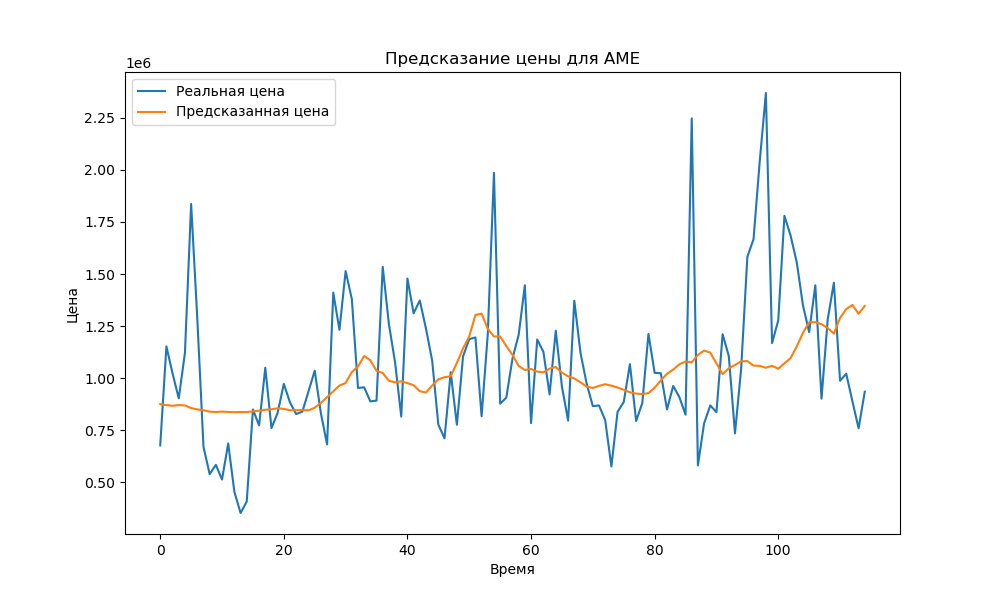 Предсказание цены для AME
1e6
Реальная цена
Предсказанная цена
2.25
2.00
1.75
1.50
1.25
1.00
0.75
0.50
Цена
0 20 40 60 80 100
Время